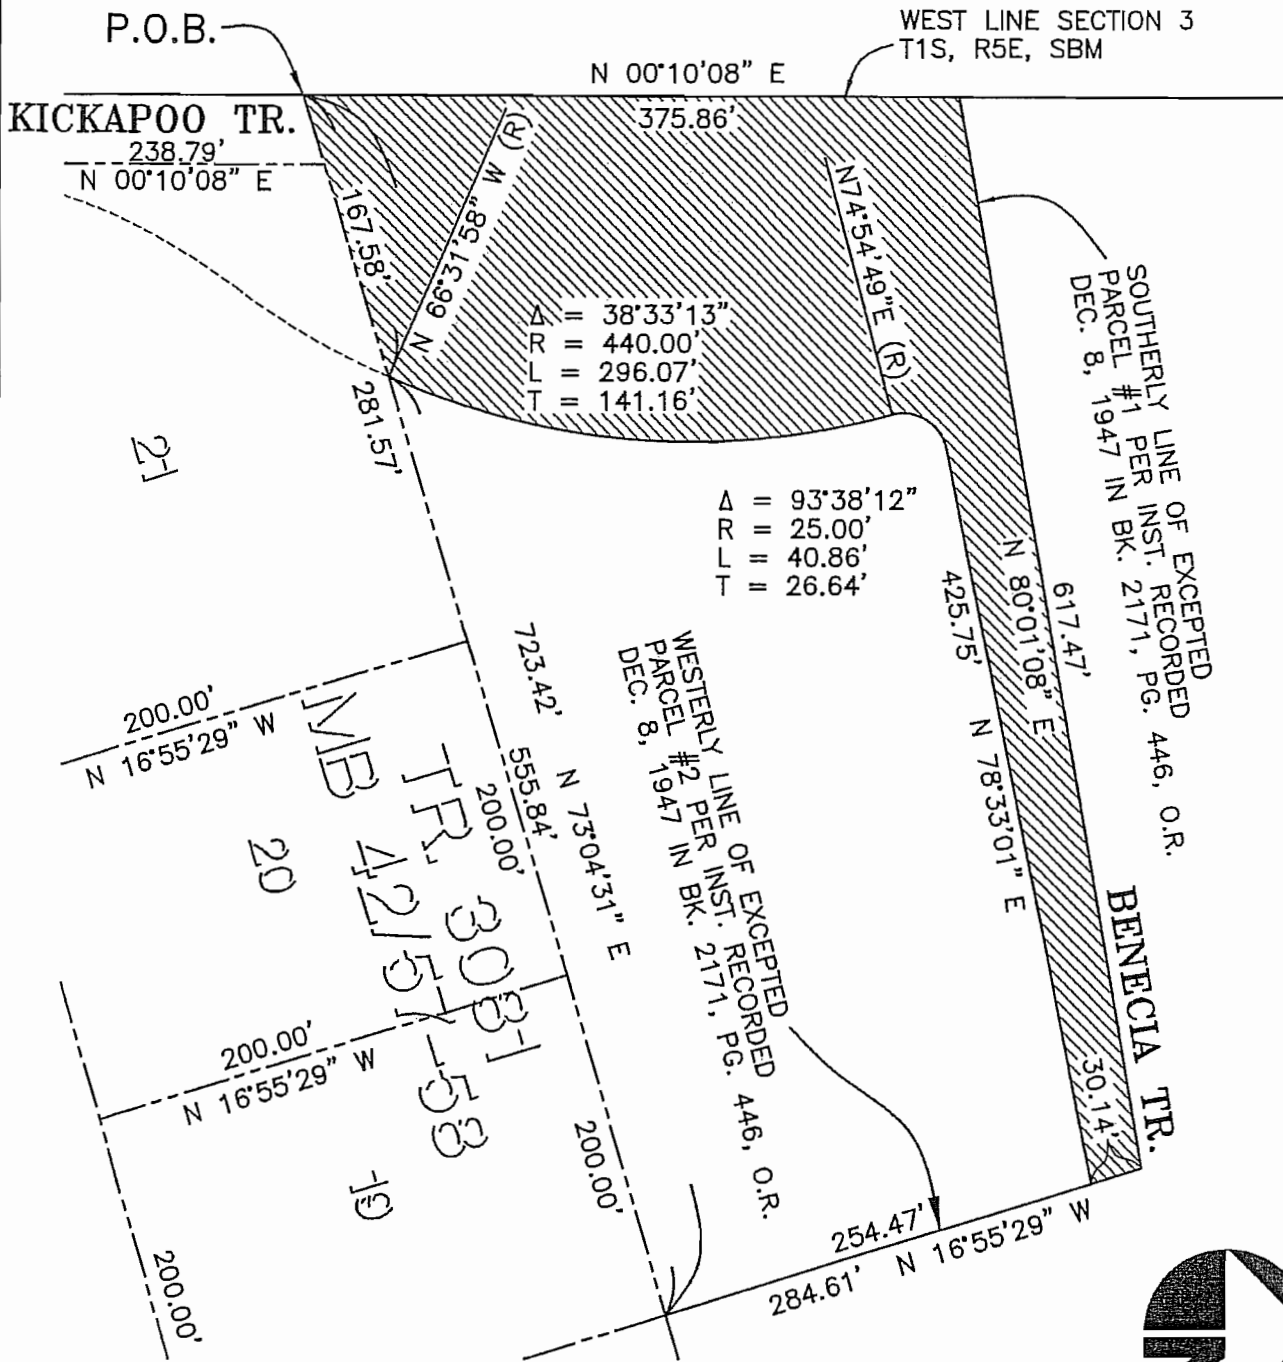 P.O.B.
WEST LINE SECTION 3
T1S, R5E, SBM
N 00°10'08" E
375.86'
KICKAPOO TR.
238.79'
N 00°10'08" E
167.58'
N 66°31'58" W (R)
N74°54'49"E (R)
Δ = 38°33'13"
R = 440.00'
L = 296.07'
T = 141.16'
SOUTHERLY LINE OF EXCEPTED
PARCEL #1 PER INST. RECORDED
DEC. 8, 1947 IN BK. 2171, PG. 446, O.R.
281.57'
21
Δ = 93°38'12"
R = 25.00'
L = 40.86'
T = 26.64'
425.75'
N 80°01'08" E
617.47'
N 78°33'01" E
723.42'
N 73°04'31" E
555.84'
200.00'
WESTERLY LINE OF EXCEPTED
PARCEL #2 PER INST. RECORDED
DEC. 8, 1947 IN BK. 2171, PG. 446, O.R.
200.00'
N 16°55'29" W
TR 3081
MB 42/57-58
20
BENECIA TR.
200.00'
N 16°55'29" W
30.14'
19
200.00'
200.00'
254.47'
N 16°55'29" W
284.61'